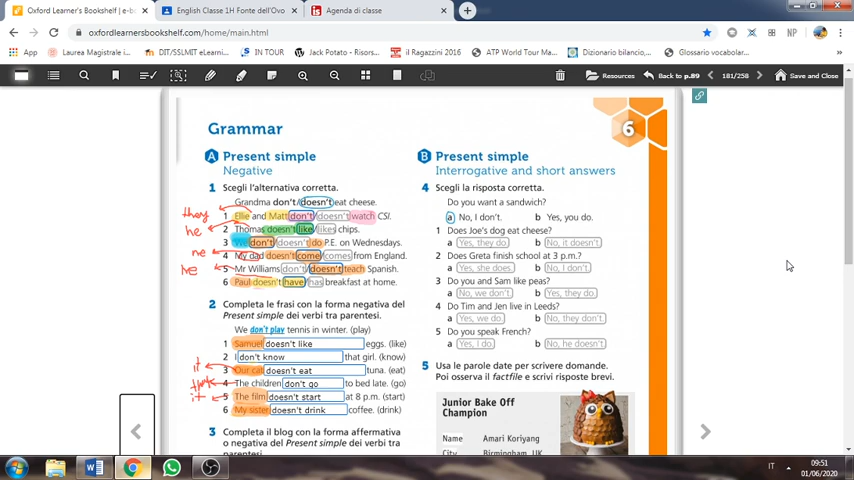 Oxford Learner's Bookshelf | e-b
English Classe 1H Fonte dell'Ovo
Agenda di classe
oxfordlearnersbookshelf.com/home/main.html
App
Laurea Magistrale i...
DIT/SSLMIT eLearni...
IN TOUR
Jack Potato - Risors...
il Ragazzini 2016
ATP World Tour Ma...
Dizionario bilancio,...
Glossario vocabolar...
NP
Resources
Back to p.89
181/258
Save and Close
Grammar
6
A Present simple
Negative
1 Scegli l'alternativa corretta.
Grandma don't/doesn't eat cheese.
they
1 Ellie and Matt don't/doesn't watch CSI.
he
2 Thomas doesn't like/likes chips.
3 We don't/doesn't do P.E. on Wednesdays.
he
4 My dad doesn't come/comes from England.
he
5 Mr Williams don't/doesn't teach Spanish.
6 Paul doesn't have/has breakfast at home.
2 Completa le frasi con la forma negativa del
Present simple dei verbi tra parentesi.
We don't play tennis in winter. (play)
1 Samuel doesn't like eggs. (like)
2 I don't know that girl. (know)
it
3 Our cat doesn't eat tuna. (eat)
4 The children don't go to bed late. (go)
it
5 The film doesn't start at 8 p.m. (start)
6 My sister doesn't drink coffee. (drink)
3 Completa il blog con la forma affermativa
o negativa del Present simple dei verbi tra
parentesi.
B Present simple
Interrogative and short answers
4 Scegli la risposta corretta.
Do you want a sandwich?
a No, I don't. b Yes, you do.
1 Does Joe's dog eat cheese?
a Yes, they do. b No, it doesn't.
2 Does Greta finish school at 3 p.m.?
a Yes, she does. b No, I don't.
3 Do you and Sam like peas?
a No, we don't. b Yes, they do.
4 Do Tim and Jen live in Leeds?
a Yes, we do. b No, they don't.
5 Do you speak French?
a Yes, I do. b No, he doesn't.
5 Usa le parole date per scrivere domande.
Poi osserva il factfile e scrivi risposte brevi.
Junior Bake Off
Champion
Name Amari Koriyang
City Birmingham, UK
IT
09:51
01/06/2020